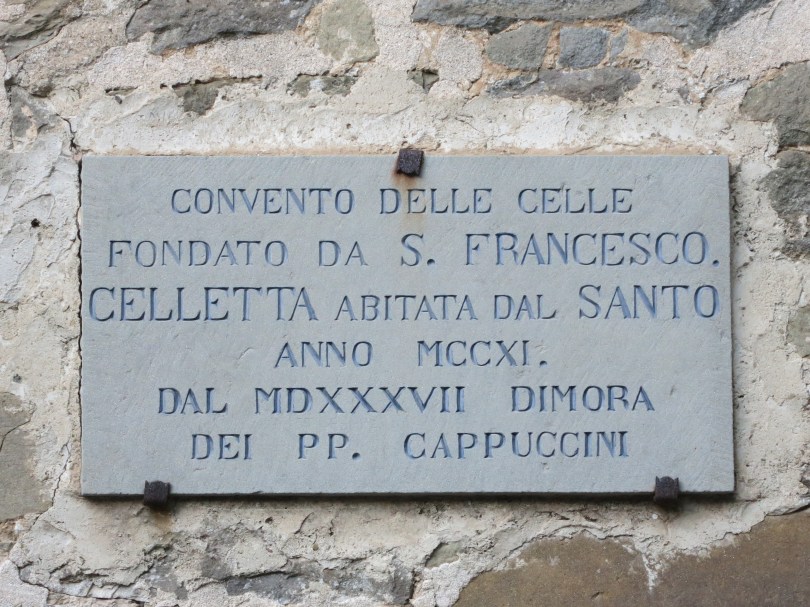 CONVENTO DELLE CELLE
FONDATO DA S. FRANCESCO.
CELLETTA ABITATA DAL SANTO
ANNO MCCXI.
DAL MDXXXVII DIMORA
DEI PP. CAPPUCCINI